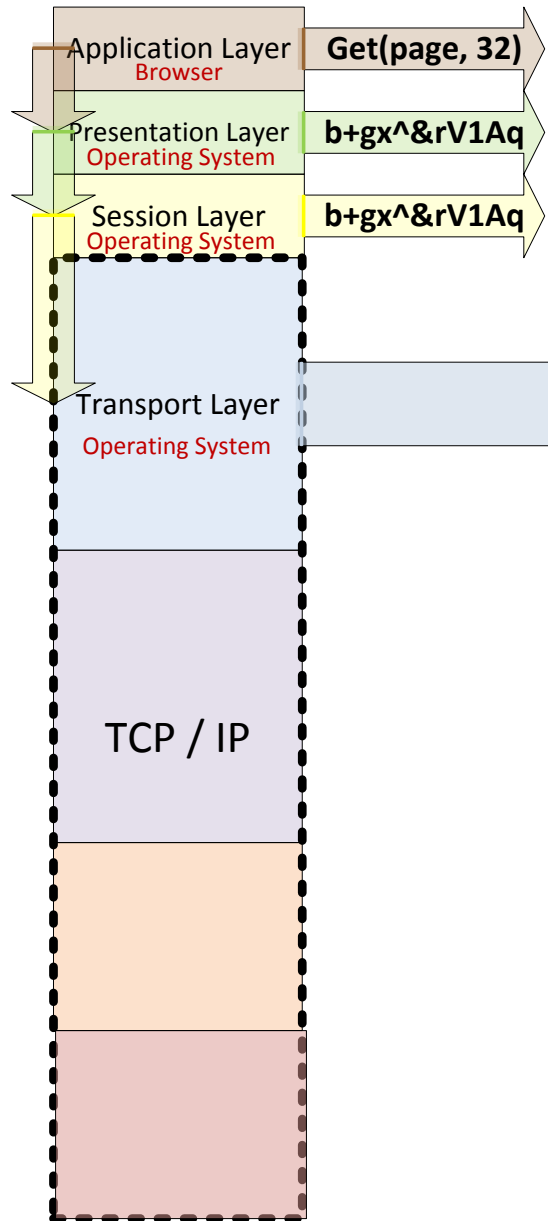 Application Layer
Browser
Get(page, 32)
Presentation Layer
Operating System
b+gx^&rV1Aq
Session Layer
Operating System
b+gx^&rV1Aq
Transport Layer
Operating System
TCP / IP